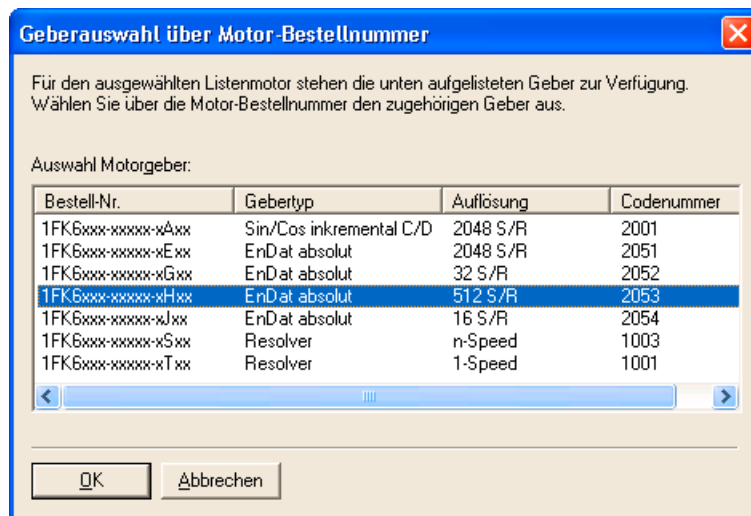 Geberauswahl über Motor-Bestellnummer
Für den ausgewählten Listenmotor stehen die unten aufgelisteten Geber zur Verfügung.
Wählen Sie über die Motor-Bestellnummer den zugehörigen Geber aus.
Auswahl Motorgeber:
Bestell-Nr. Gebertyp Auflösung Codenummer
1FK6xxx-xxxxx-xAxx Sin/Cos inkremental C/D 2048 S/R 2001
1FK6xxx-xxxxx-xExx EnDat absolut 2048 S/R 2051
1FK6xxx-xxxxx-xGxx EnDat absolut 32 S/R 2052
1FK6xxx-xxxxx-xHxx EnDat absolut 512 S/R 2053
1FK6xxx-xxxxx-xJxx EnDat absolut 16 S/R 2054
1FK6xxx-xxxxx-xSxx Resolver n-Speed 1003
1FK6xxx-xxxxx-xTxx Resolver 1-Speed 1001
OK Abbrechen